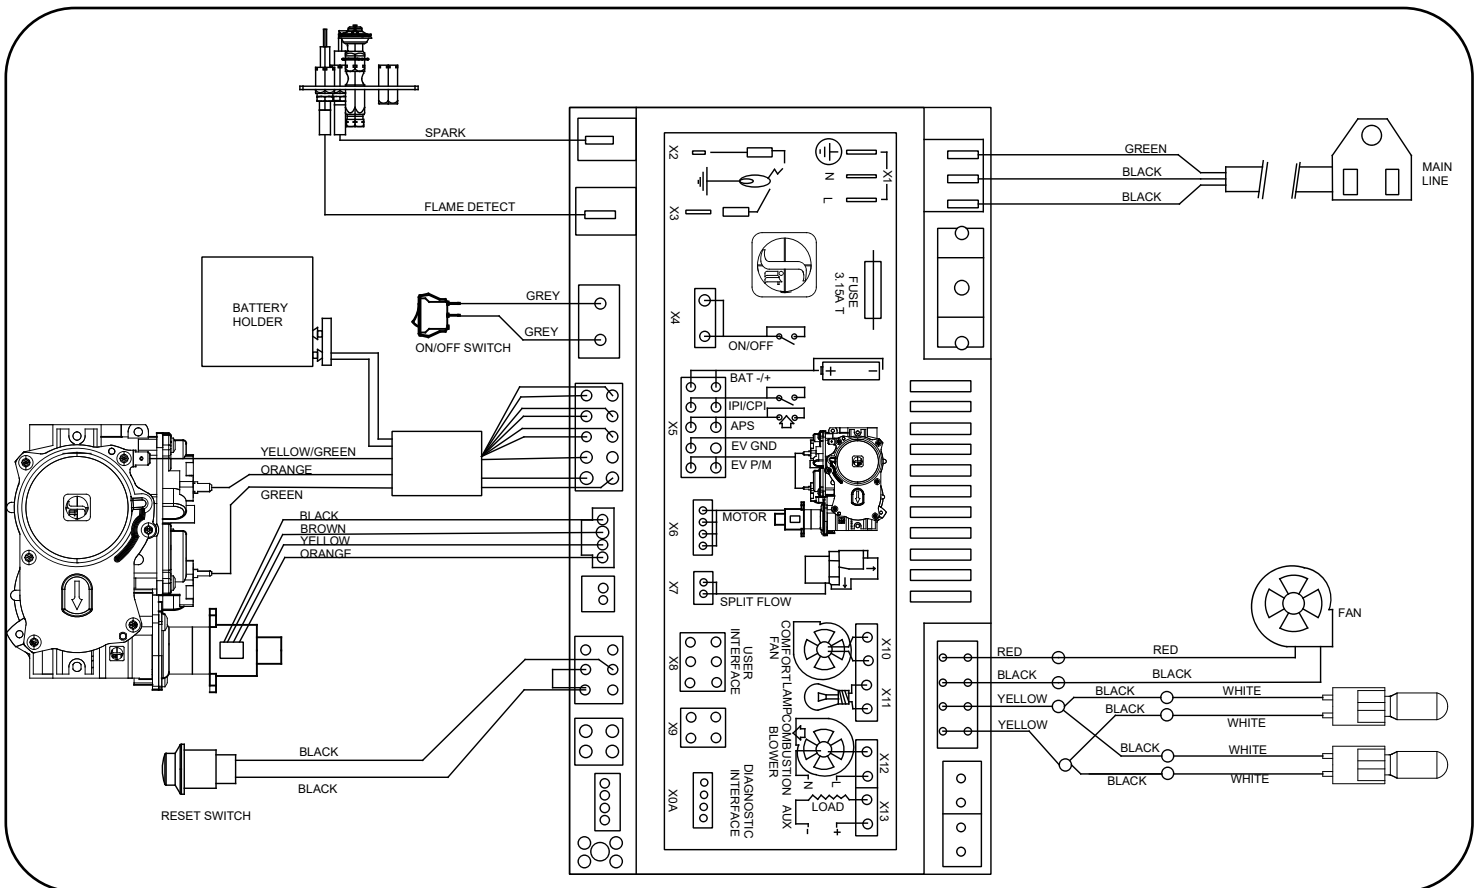 SPARK
FLAME DETECT
BATTERY
HOLDER
GREY
GREY
ON/OFF SWITCH
YELLOW/GREEN
ORANGE
GREEN
BLACK
BROWN
YELLOW
ORANGE
BLACK
BLACK
RESET SWITCH
X2
X3
X1
N
L
FUSE
3.15A T
X4
ON/OFF
X5
BAT -/+
+ -
IPI/CPI
APS
EV GND
EV P/M
X6
MOTOR
X7
SPLIT FLOW
X8
USER
INTERFACE
X9
X0A
DIAGNOSTIC
INTERFACE
COMFORT
FAN
X10
LAMP
X11
COMBUSTION
BLOWER
X12
N
L
AUX
LOAD
X13
- +
GREEN
BLACK
BLACK
MAIN
LINE
FAN
RED
RED
BLACK
BLACK
YELLOW
BLACK
WHITE
YELLOW
BLACK
WHITE
BLACK
WHITE
BLACK
WHITE